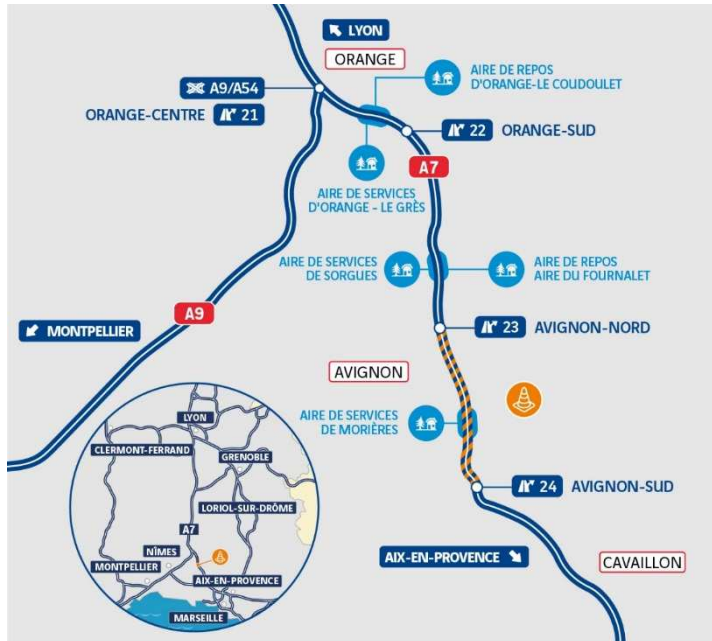 LYON
ORANGE
A9/A54
AIRE DE REPOS
D'ORANGE-LE COUDOULET
ORANGE-CENTRE 21
22 ORANGE-SUD
A7
AIRE DE SERVICES
D'ORANGE - LE GRÈS
AIRE DE SERVICES
DE SORGUES
AIRE DE REPOS
AIRE DU FOURNALET
A9
MONTPELLIER
23 AVIGNON-NORD
AVIGNON
AIRE DE SERVICES
DE MORIÈRES
LYON
CLERMONT-FERRAND
GRENOBLE
LORIOL-SUR-DRÔME
A7
NÎMES
MONTPELLIER
AIX-EN-PROVENCE
MARSEILLE
24 AVIGNON-SUD
AIX-EN-PROVENCE
CAVAILLON